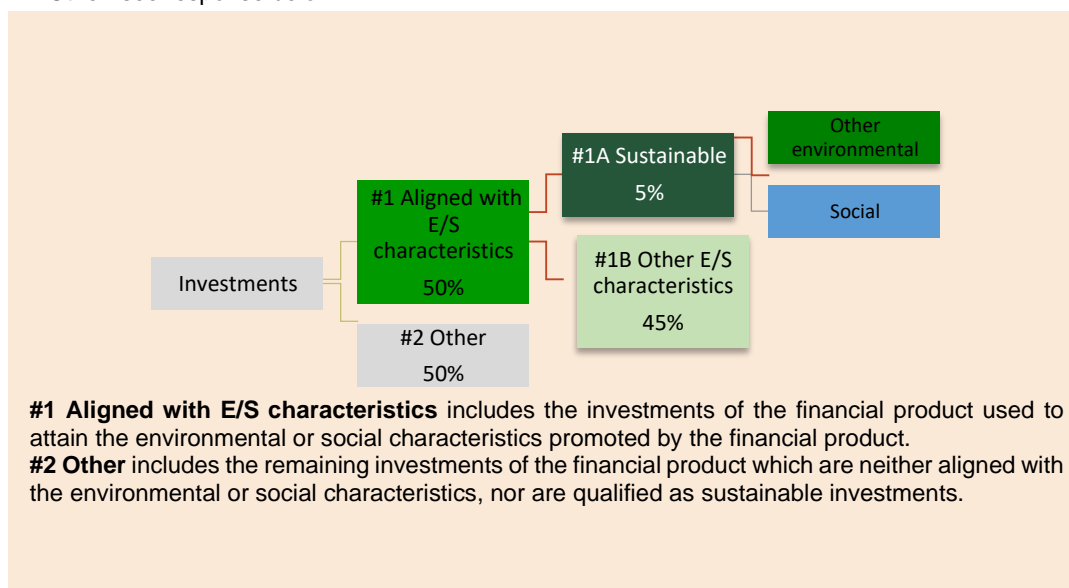 Other
environmental
#1A Sustainable
5%
Social
#1 Aligned with
E/S
characteristics
50%
#1B Other E/S
characteristics
45%
Investments
#2 Other
50%
#1 Aligned with E/S characteristics includes the investments of the financial product used to
attain the environmental or social characteristics promoted by the financial product.
#2 Other includes the remaining investments of the financial product which are neither aligned with
the environmental or social characteristics, nor are qualified as sustainable investments.